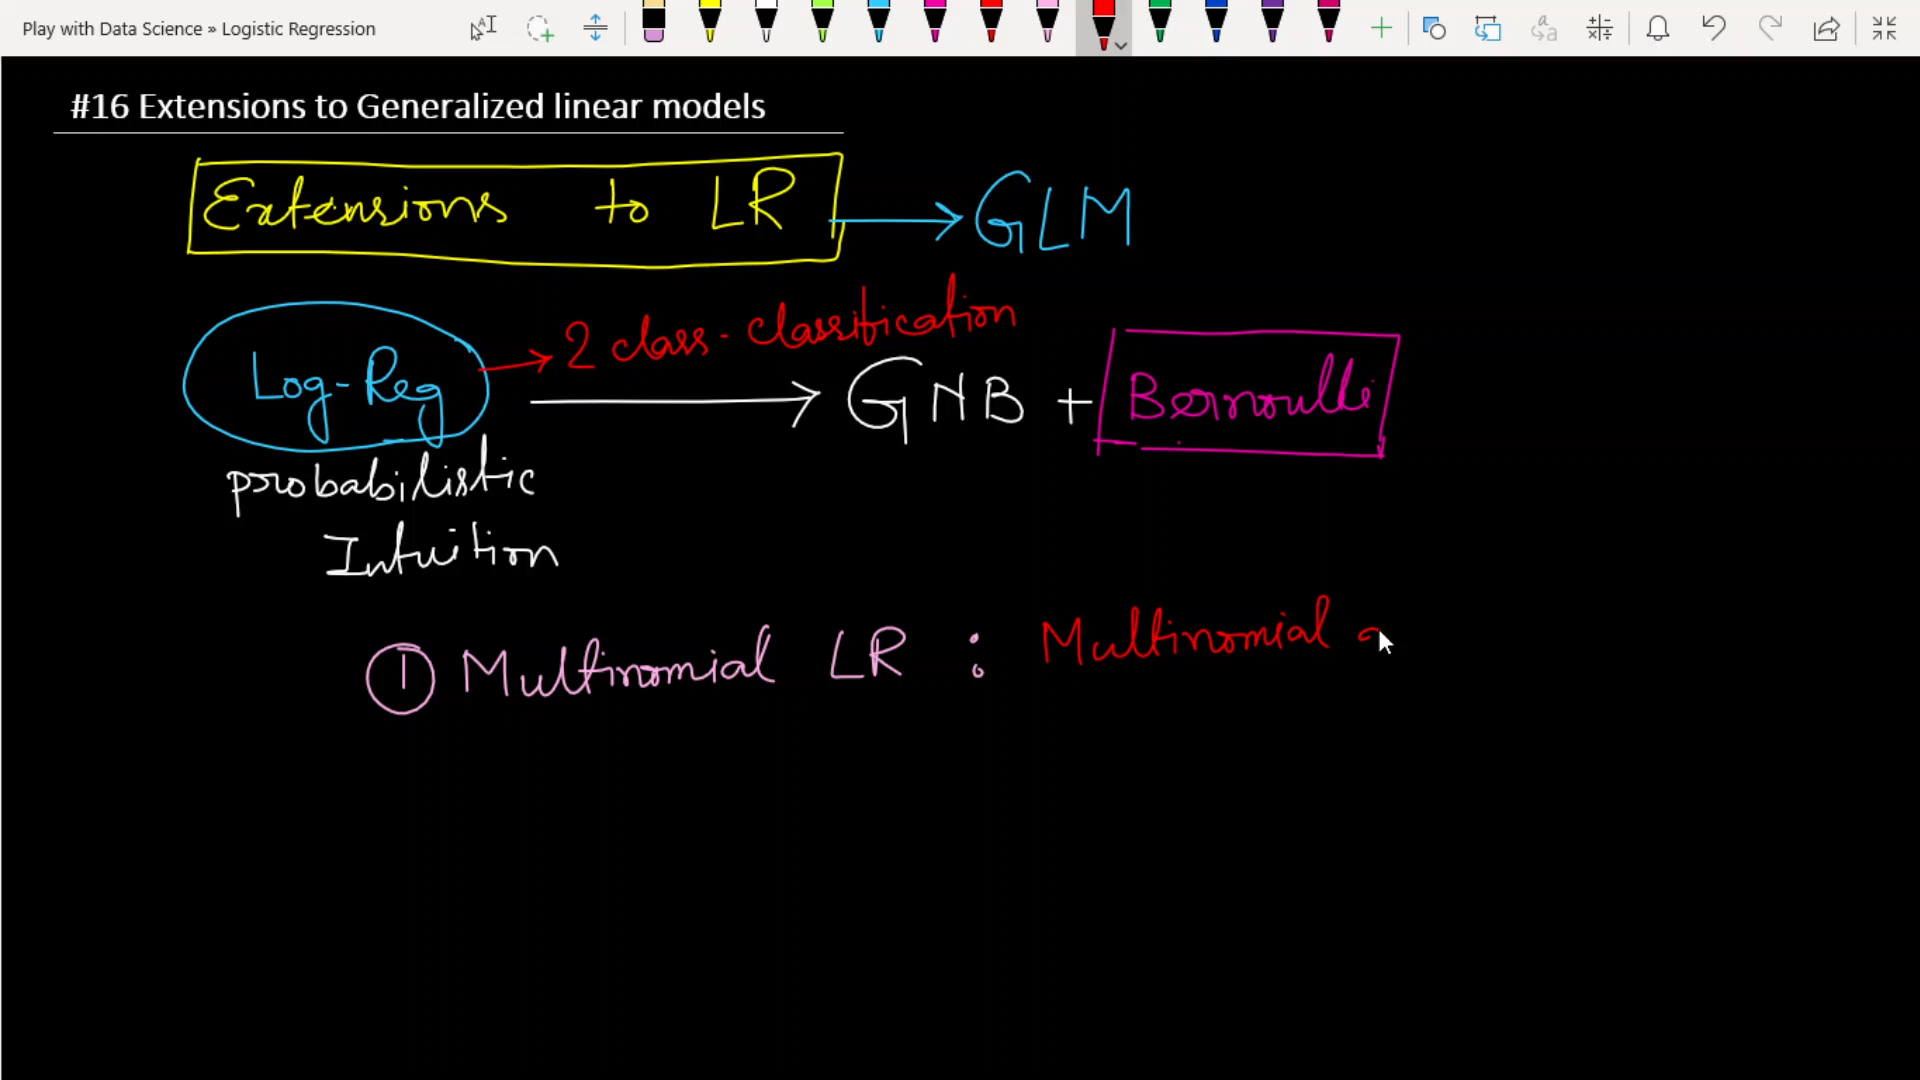 Play with Data Science » Logistic Regression
#16 Extensions to Generalized linear models
Extensions to LR → GLM
Log-Reg → 2 class-classification
→ GNB + Bernoulli
probabilistic
Intuition
① Multinomial LR : Multinomial